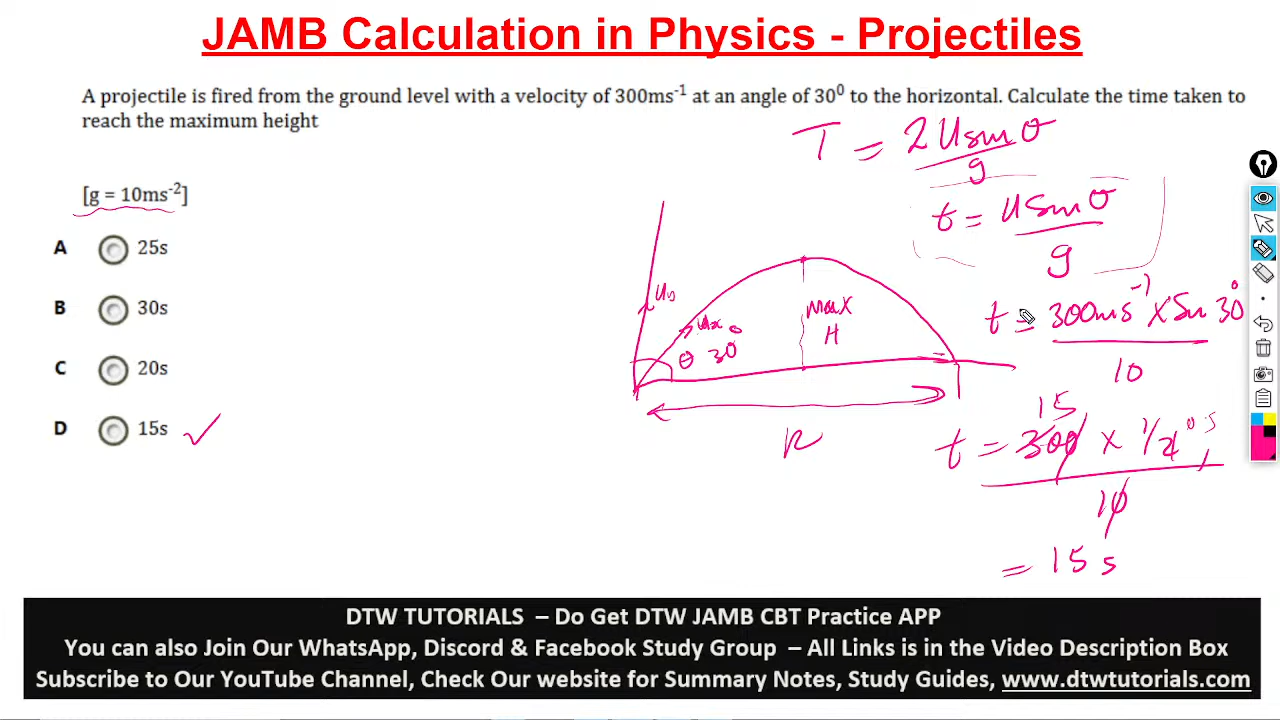 JAMB Calculation in Physics - Projectiles
A projectile is fired from the ground level with a velocity of 300ms⁻¹ at an angle of 30⁰ to the horizontal. Calculate the time taken to
reach the maximum height
T = 2Usinθ
g
[g = 10ms⁻²]
t = Usinθ
g
A 25s
B 30s
C 20s
D 15s
θ 30°
Max
H
R
t = 300ms⁻¹ × Sin 30°
10
15
t = 300 × 1/2 0.5
10
= 15s
DTW TUTORIALS – Do Get DTW JAMB CBT Practice APP
You can also Join Our WhatsApp, Discord & Facebook Study Group – All Links is in the Video Description Box
Subscribe to Our YouTube Channel, Check Our website for Summary Notes, Study Guides, www.dtwtutorials.com